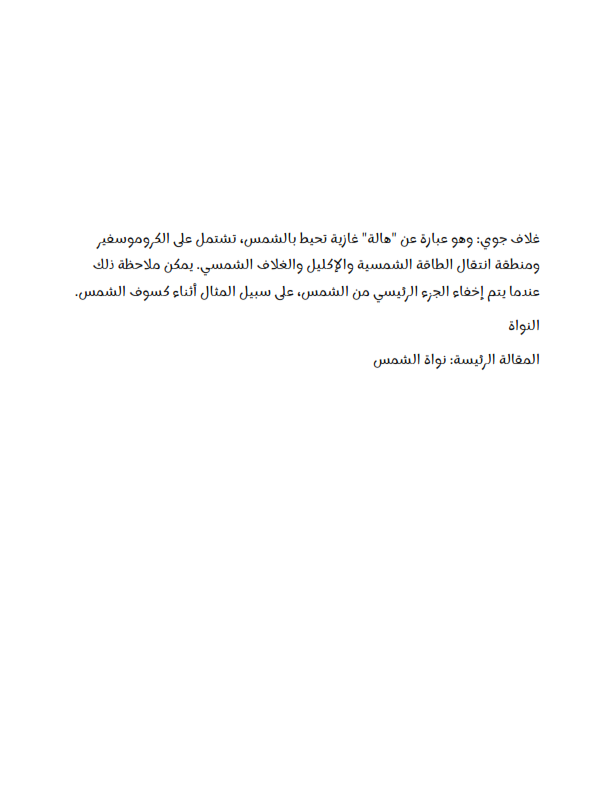 غلاف جوي: وهو عبارة عن "هالة" غازية تحيط بالشمس، تشتمل على الكروموسفير
ومنطقة انتقال الطاقة الشمسية والإكليل والغلاف الشمسي. يمكن ملاحظة ذلك
عندما يتم إخفاء الجزء الرئيسي من الشمس، على سبيل المثال أثناء كسوف الشمس.
النواة
المقالة الرئيسة: نواة الشمس